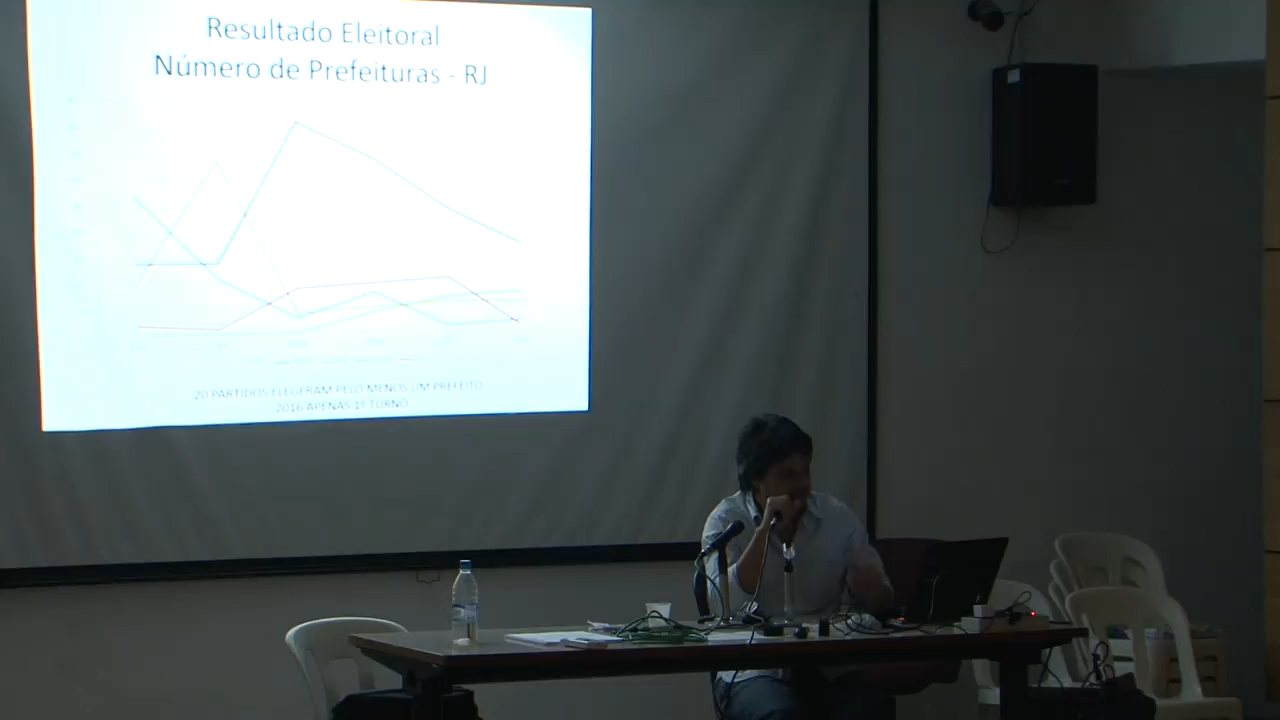 Resultado Eleitoral
Número de Prefeituras - RJ
20 PARTIDOS ELEGERAM PELO MENOS UM PREFEITO
2016 APENAS 1º TURNO